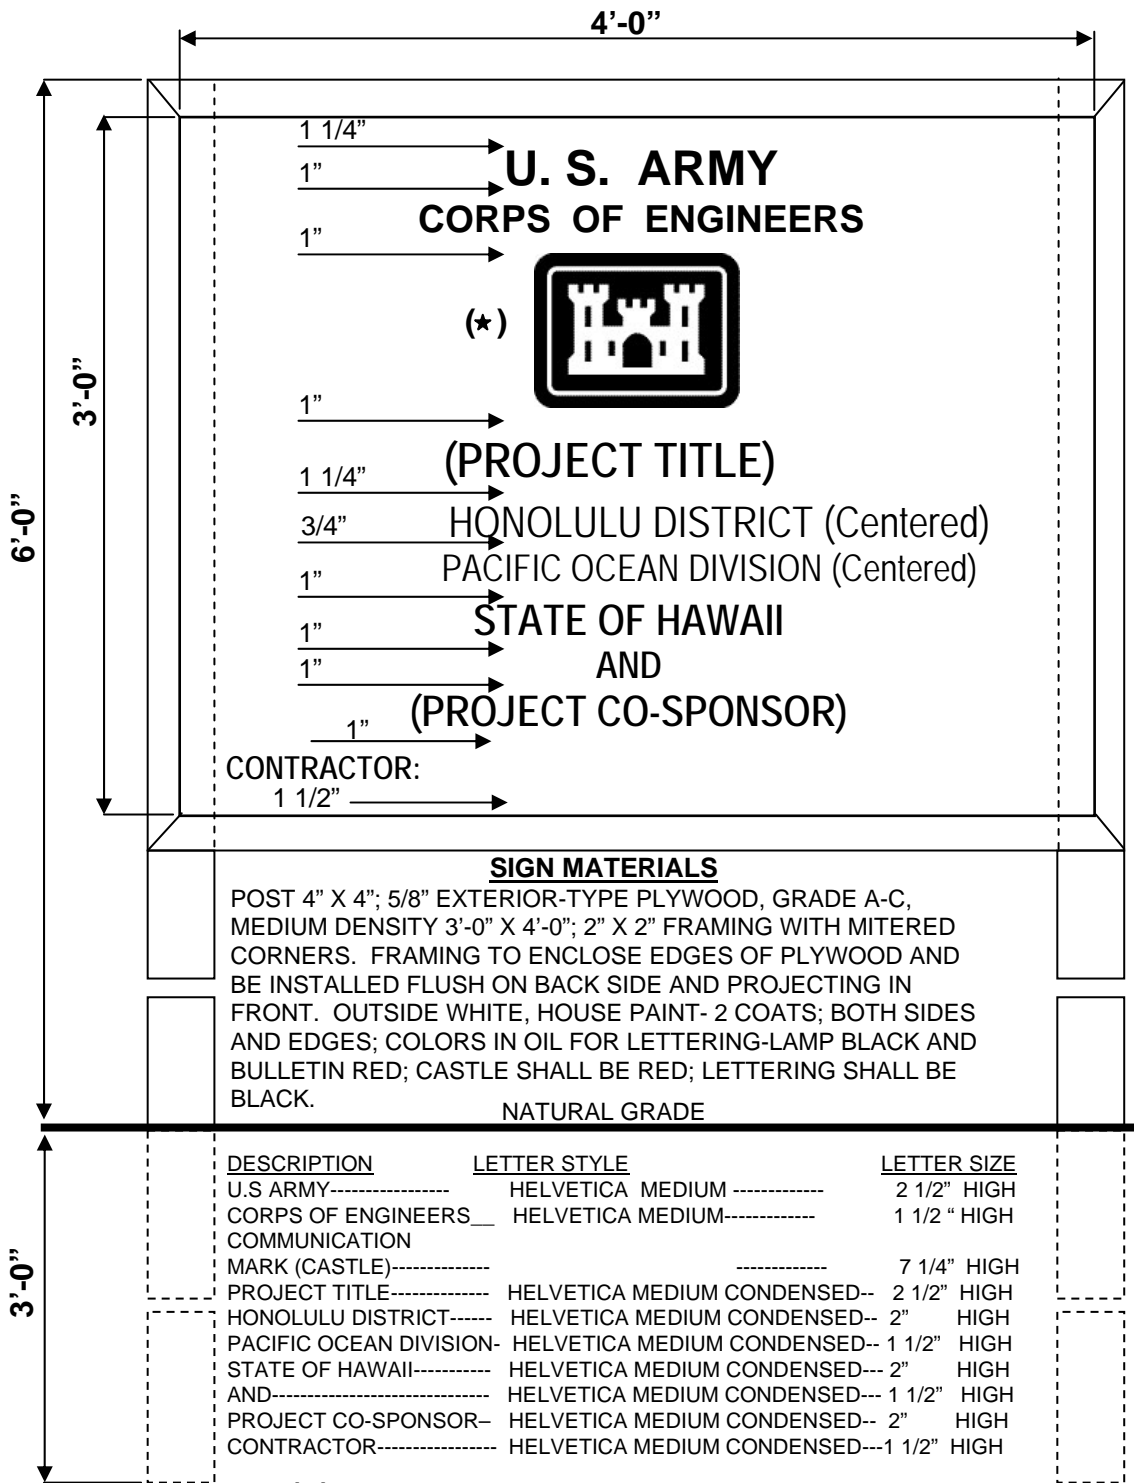 4’-0”
1 1/4”
U. S. ARMY
1”
CORPS OF ENGINEERS
1”
(★)
3’-0”
1”
(PROJECT TITLE)
1 1/4”
6’-0”
HONOLULU DISTRICT (Centered)
3/4”
PACIFIC OCEAN DIVISION (Centered)
1”
STATE OF HAWAII
1”
AND
1”
(PROJECT CO-SPONSOR)
1”
CONTRACTOR:
1 1/2”
SIGN MATERIALS
POST 4” X 4”; 5/8” EXTERIOR-TYPE PLYWOOD, GRADE A-C,
MEDIUM DENSITY 3’-0” X 4’-0”; 2” X 2” FRAMING WITH MITERED
CORNERS. FRAMING TO ENCLOSE EDGES OF PLYWOOD AND
BE INSTALLED FLUSH ON BACK SIDE AND PROJECTING IN
FRONT. OUTSIDE WHITE, HOUSE PAINT- 2 COATS; BOTH SIDES
AND EDGES; COLORS IN OIL FOR LETTERING-LAMP BLACK AND
BULLETIN RED; CASTLE SHALL BE RED; LETTERING SHALL BE
BLACK.
NATURAL GRADE
3’-0”
DESCRIPTION LETTER STYLE LETTER SIZE
U.S ARMY----------------- HELVETICA MEDIUM ------------- 2 1/2” HIGH
CORPS OF ENGINEERS__ HELVETICA MEDIUM------------- 1 1/2 “ HIGH
COMMUNICATION
MARK (CASTLE)-------------- ------------- 7 1/4” HIGH
PROJECT TITLE-------------- HELVETICA MEDIUM CONDENSED-- 2 1/2” HIGH
HONOLULU DISTRICT------ HELVETICA MEDIUM CONDENSED-- 2” HIGH
PACIFIC OCEAN DIVISION- HELVETICA MEDIUM CONDENSED-- 1 1/2” HIGH
STATE OF HAWAII----------- HELVETICA MEDIUM CONDENSED--- 2” HIGH
AND------------------------------- HELVETICA MEDIUM CONDENSED--- 1 1/2” HIGH
PROJECT CO-SPONSOR– HELVETICA MEDIUM CONDENSED-- 2” HIGH
CONTRACTOR----------------- HELVETICA MEDIUM CONDENSED---1 1/2” HIGH